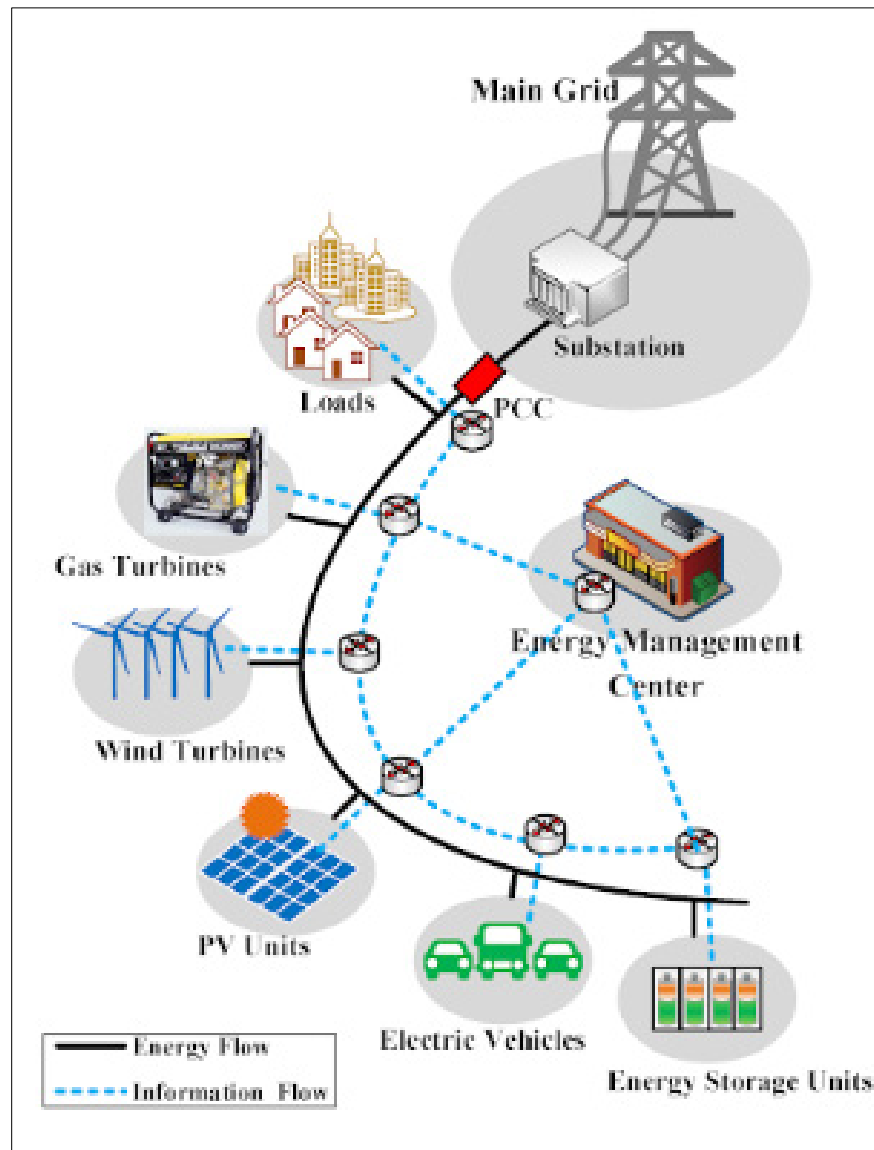 Main Grid
Substation
Loads
PCC
Gas Turbines
Energy Management
Center
Wind Turbines
PV Units
Electric Vehicles
Energy Storage Units
Energy Flow
Information Flow